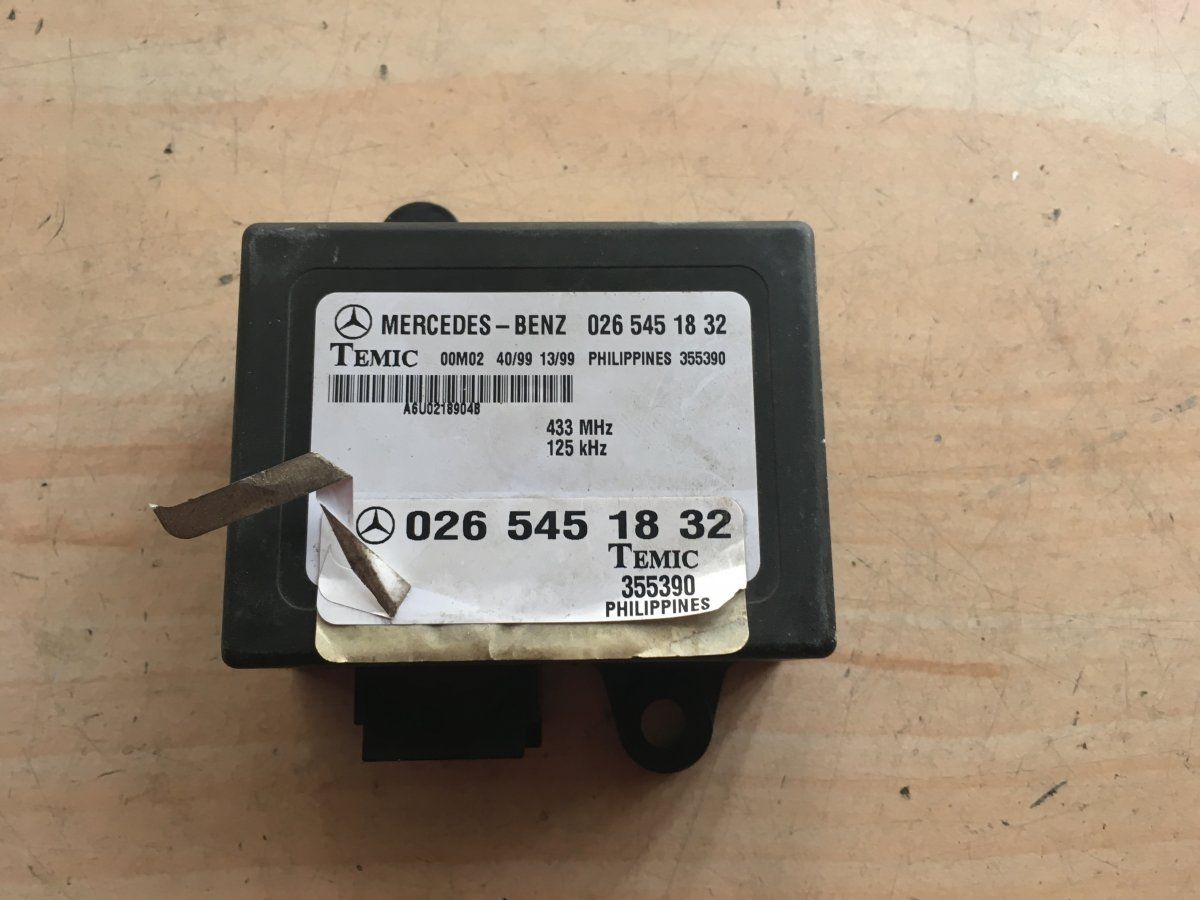 MERCEDES-BENZ 026 545 18 32
TEMIC 00M02 40/99 13/99 PHILIPPINES 355390
A6U02189048
433 MHz
125 kHz
026 545 18 32
TEMIC
355390
PHILIPPINES